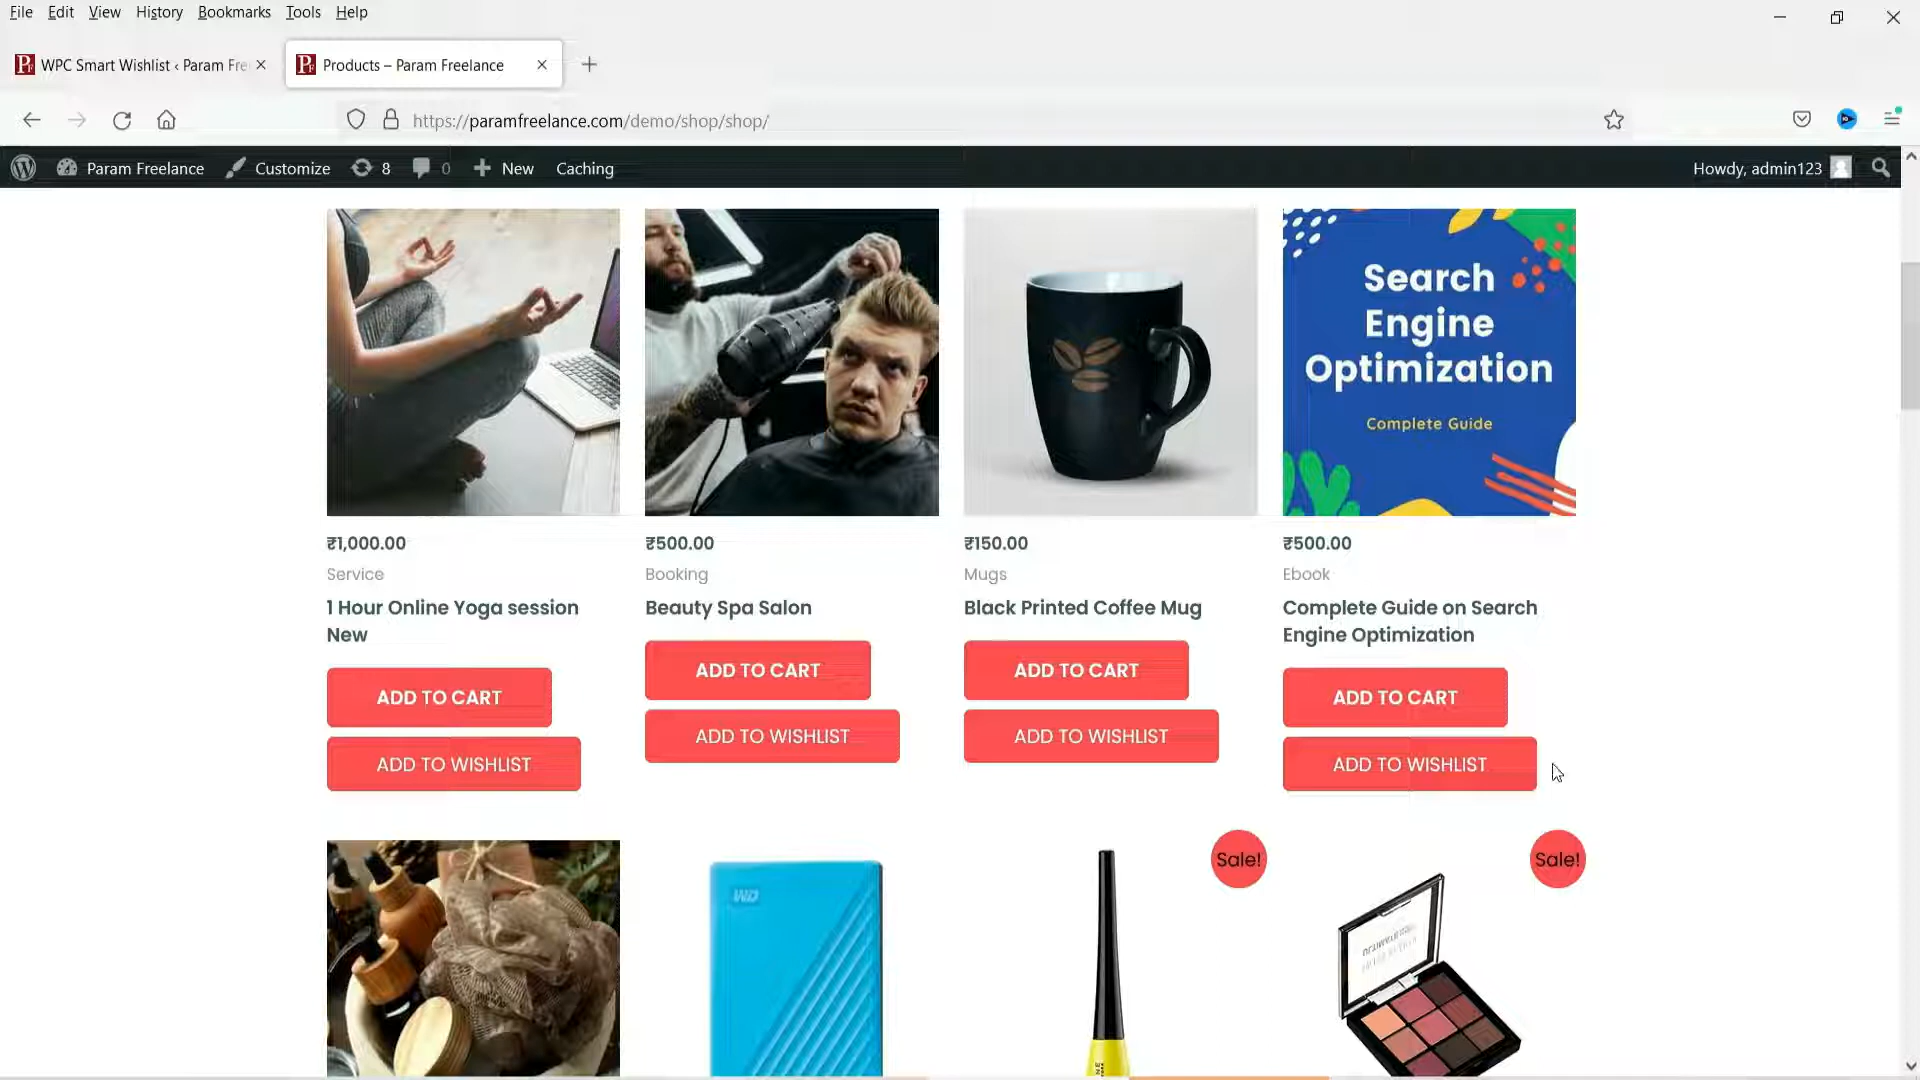 File Edit View History Bookmarks Tools Help
WPC Smart Wishlist ‹ Param Fre
Products – Param Freelance
https://paramfreelance.com/demo/shop/shop/
Param Freelance Customize 8 0 New Caching Howdy, admin123
Search
Engine
Optimization
Complete Guide
₹1,000.00 ₹500.00 ₹150.00 ₹500.00
Service Booking Mugs Ebook
1 Hour Online Yoga session
New
Beauty Spa Salon
Black Printed Coffee Mug
Complete Guide on Search
Engine Optimization
ADD TO CART ADD TO CART ADD TO CART ADD TO CART
ADD TO WISHLIST ADD TO WISHLIST ADD TO WISHLIST ADD TO WISHLIST
Sale! Sale!
WD